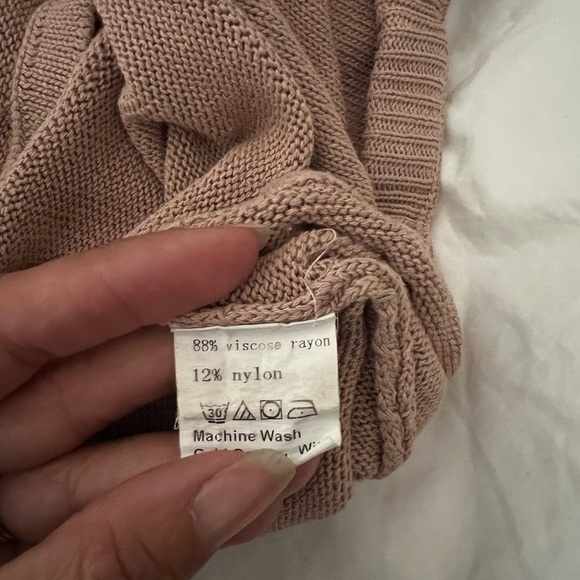 88% viscose rayon
12% nylon
30
Machine Wash